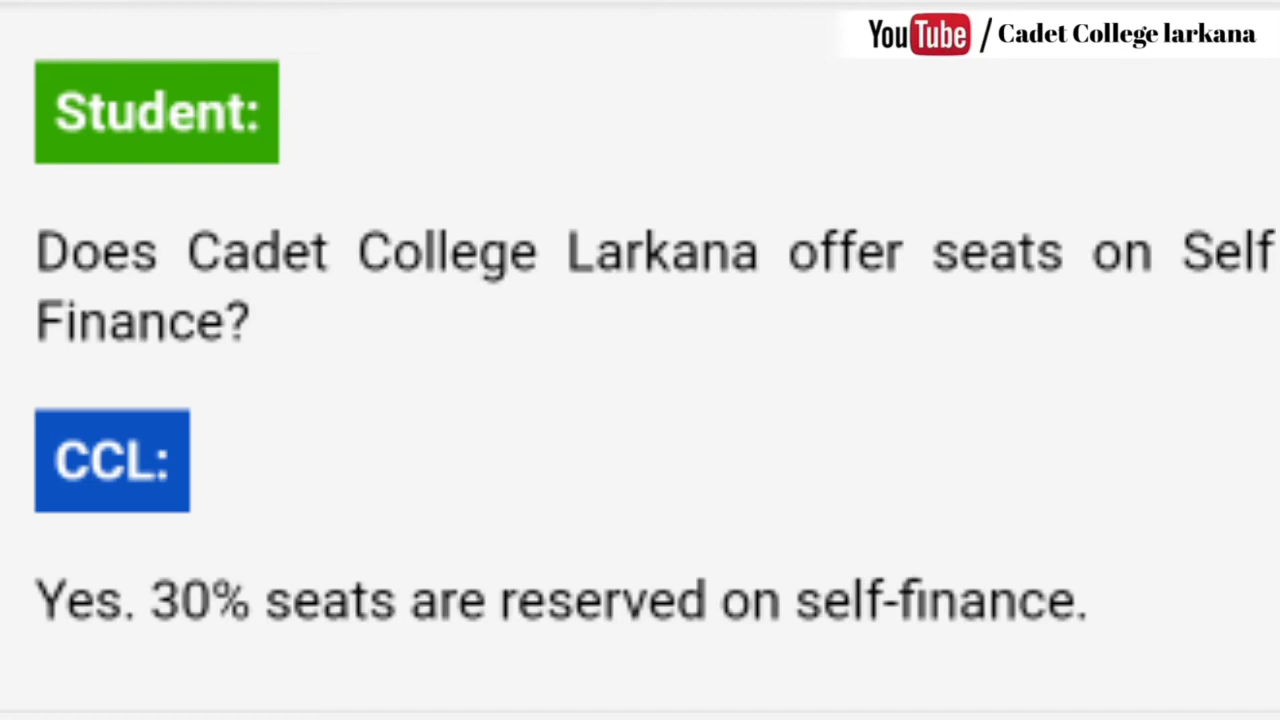 YouTube / Cadet College larkana
Student:
Does Cadet College Larkana offer seats on Self
Finance?
CCL:
Yes. 30% seats are reserved on self-finance.